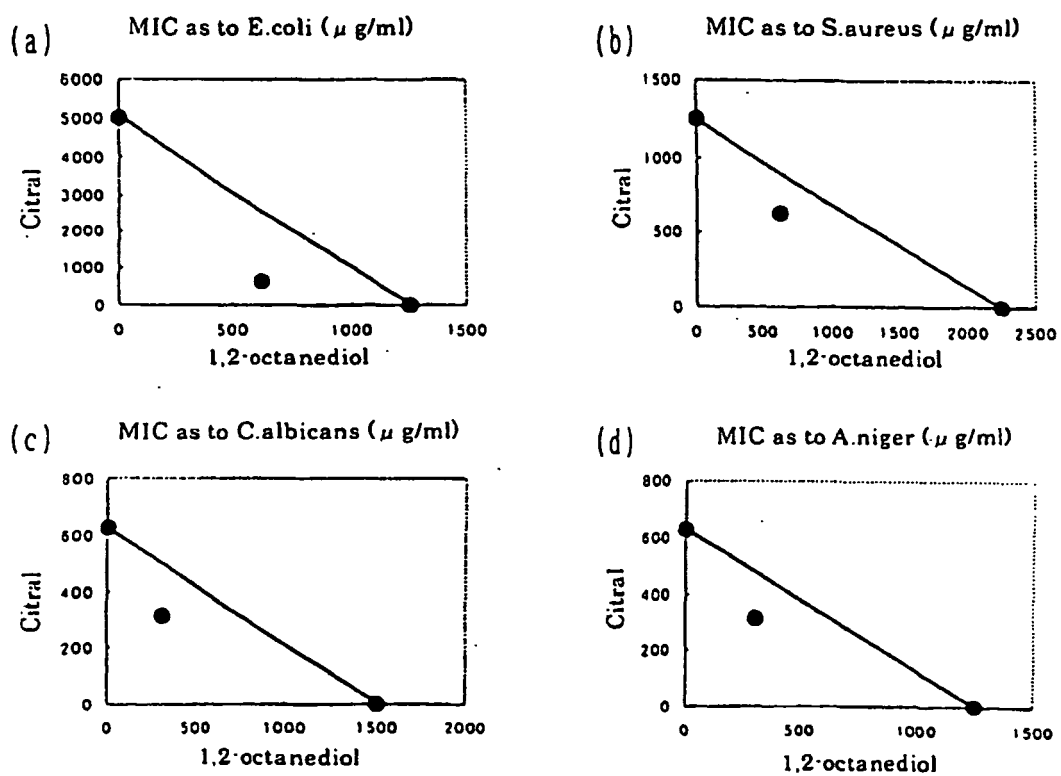 (a) MIC as to E.coli (μ g/ml)
6000
5000
4000
3000
2000
1000
0
Citral
0 500 1000 1500
1,2-octanediol
(b) MIC as to S.aureus (μ g/ml)
1500
1000
500
0
Citral
0 500 1000 1500 2000 2500
1,2-octanediol
(c) MIC as to C.albicans (μ g/ml)
800
600
400
200
0
Citral
0 500 1000 1500 2000
1,2-octanediol
(d) MIC as to A.niger (μ g/ml)
800
600
400
200
0
Citral
0 500 1000 1500
1,2-octanediol